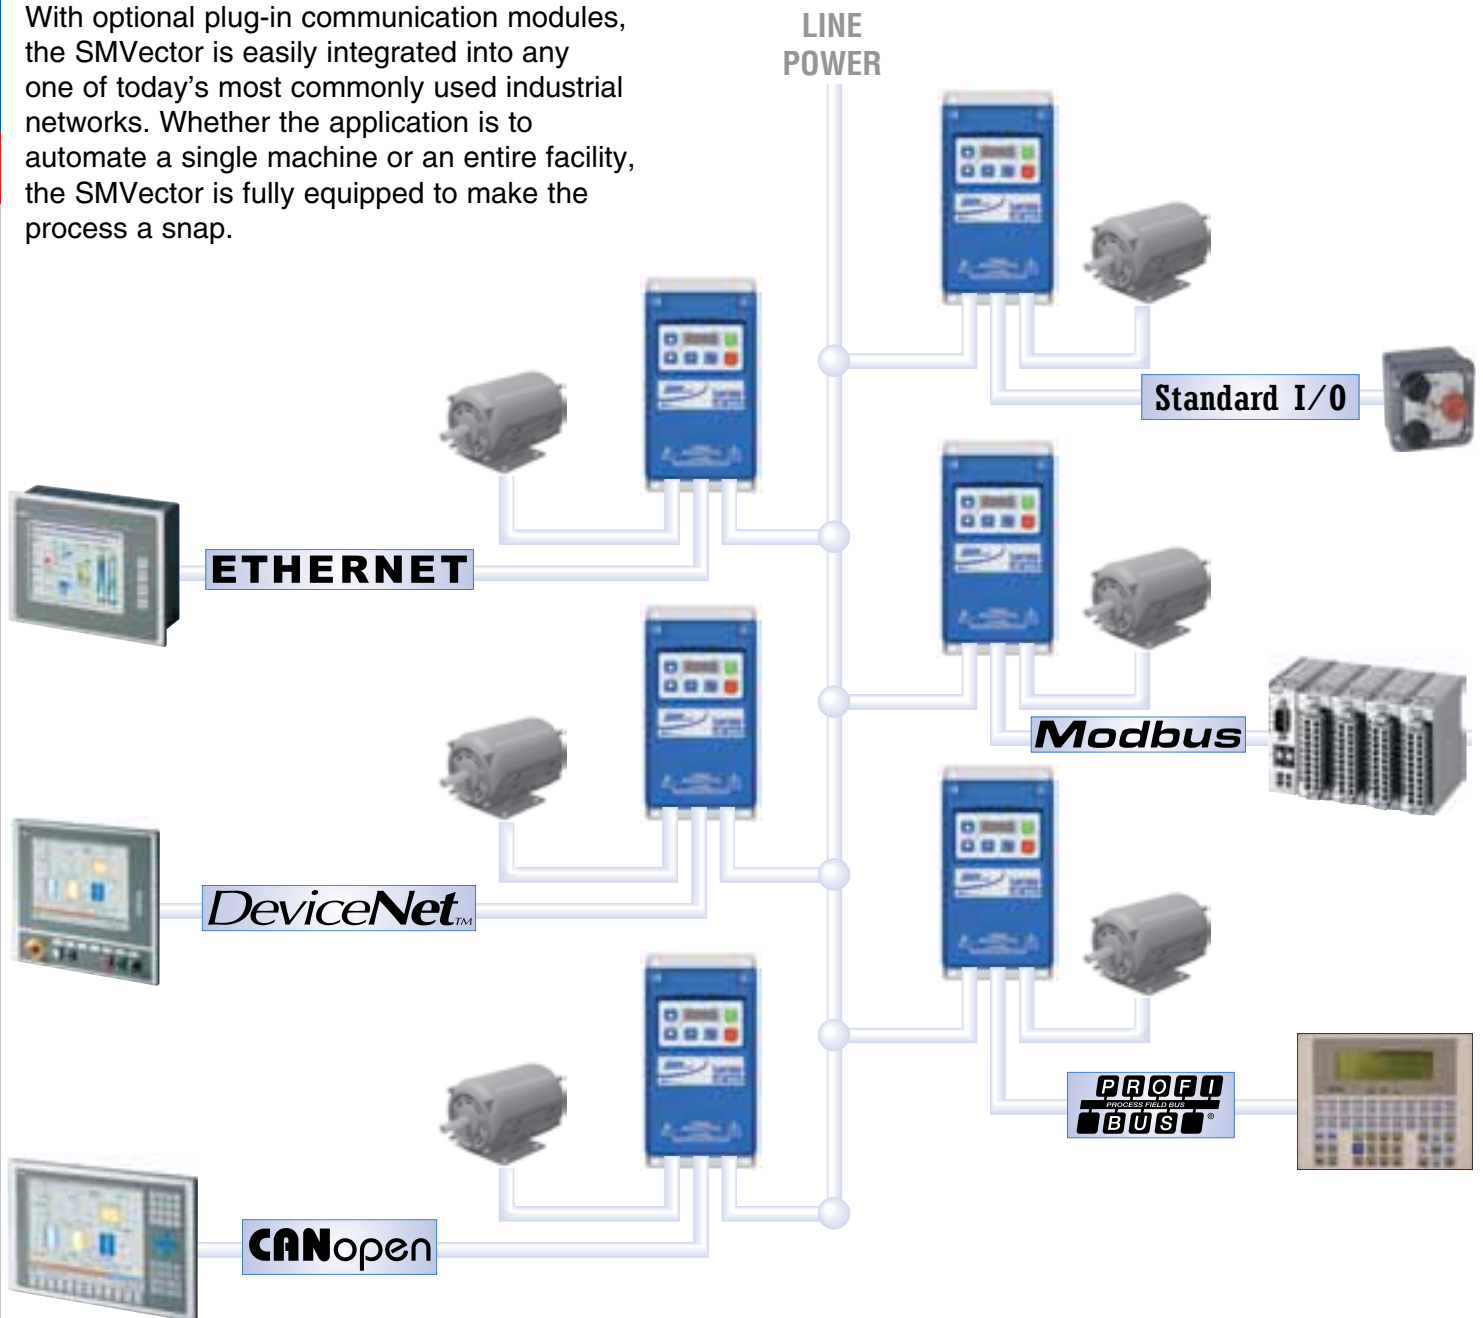 With optional plug-in communication modules,
the SMVector is easily integrated into any
one of today's most commonly used industrial
networks. Whether the application is to
automate a single machine or an entire facility,
the SMVector is fully equipped to make the
process a snap.
LINE
POWER
Standard I/O
ETHERNET
Modbus
DeviceNet™
PROFI
PROCESS FIELD BUS
BUS®
CANopen